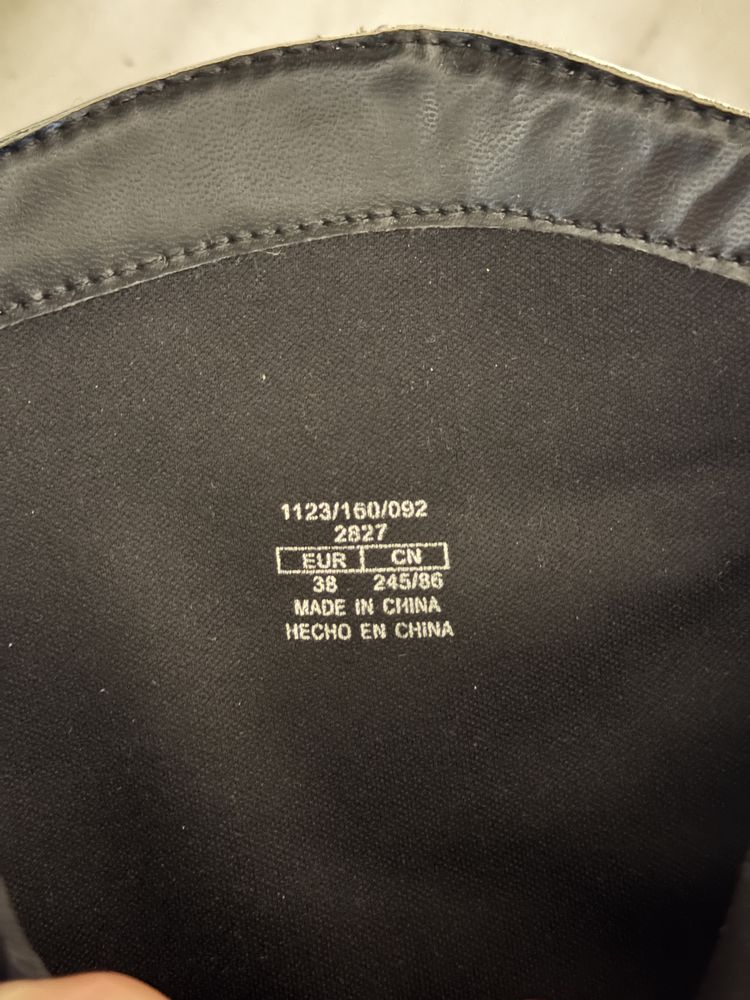 1123/160/092
2827
EUR CN
38 245/86
MADE IN CHINA
HECHO EN CHINA